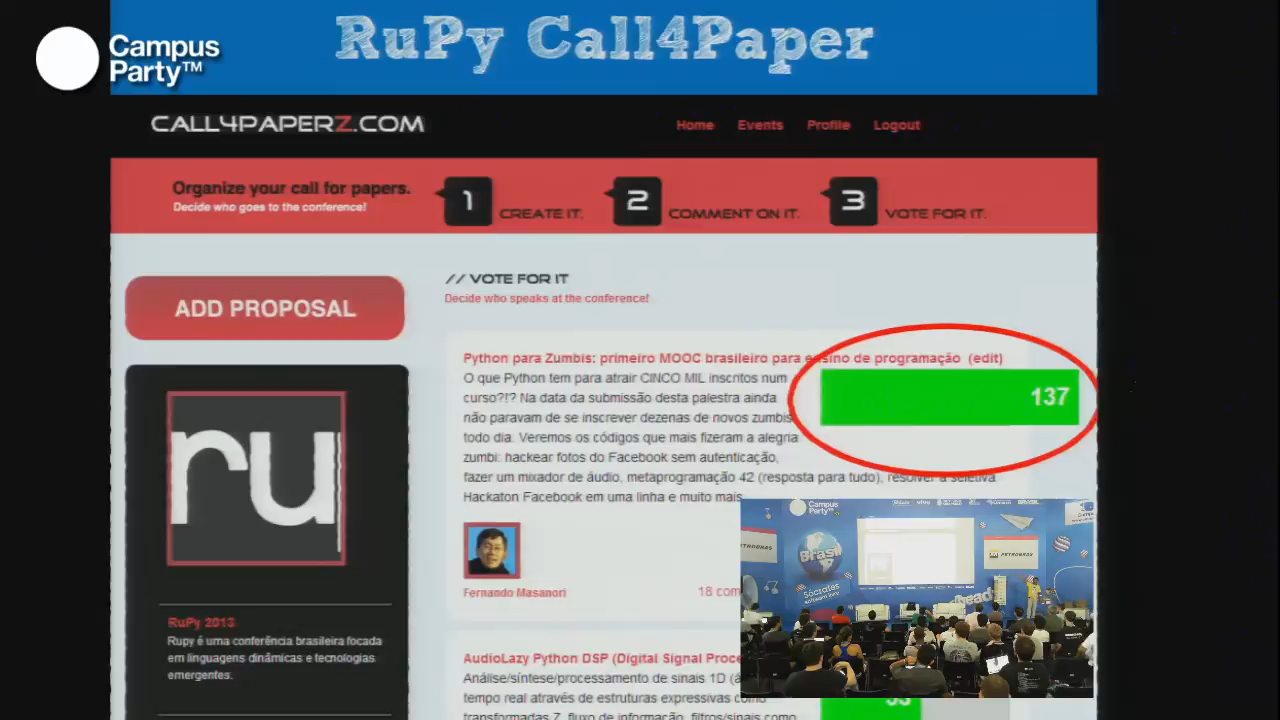 RuPy Call4Paper
Campus
Party™
CALL4PAPERZ.COM
Home Events Profile Logout
Organize your call for papers.
Decide who goes to the conference!
1 CREATE IT.
2 COMMENT ON IT.
3 VOTE FOR IT.
ADD PROPOSAL
// VOTE FOR IT
Decide who speaks at the conference!
Python para Zumbis: primeiro MOOC brasileiro para ensino de programação (edit)
137
O que Python tem para atrair CINCO MIL inscritos num
curso?!? Na data da submissão desta palestra ainda
não paravam de se inscrever dezenas de novos zumbis
todo dia. Veremos os códigos que mais fizeram a alegria
zumbi: hackear fotos do Facebook sem autenticação,
fazer um mixador de áudio, metaprogramação 42 (resposta para tudo), resolver a seletiva
Hackaton Facebook em uma linha e muito mais.
Fernando Masanori
18 com
ru
RuPy 2013
Rupy é uma conferência brasileira focada
em linguagens dinâmicas e tecnologias
emergentes.
AudioLazy Python DSP (Digital Signal Proce
Análise/síntese/processamento de sinais 1D (á
tempo real através de estruturas expressivas como
transformadas Z, fluxo de informação, filtros/sinais como
Campus
Party
Brasil
Sócrates
software livre
PETROBRAS
PETROBRAS